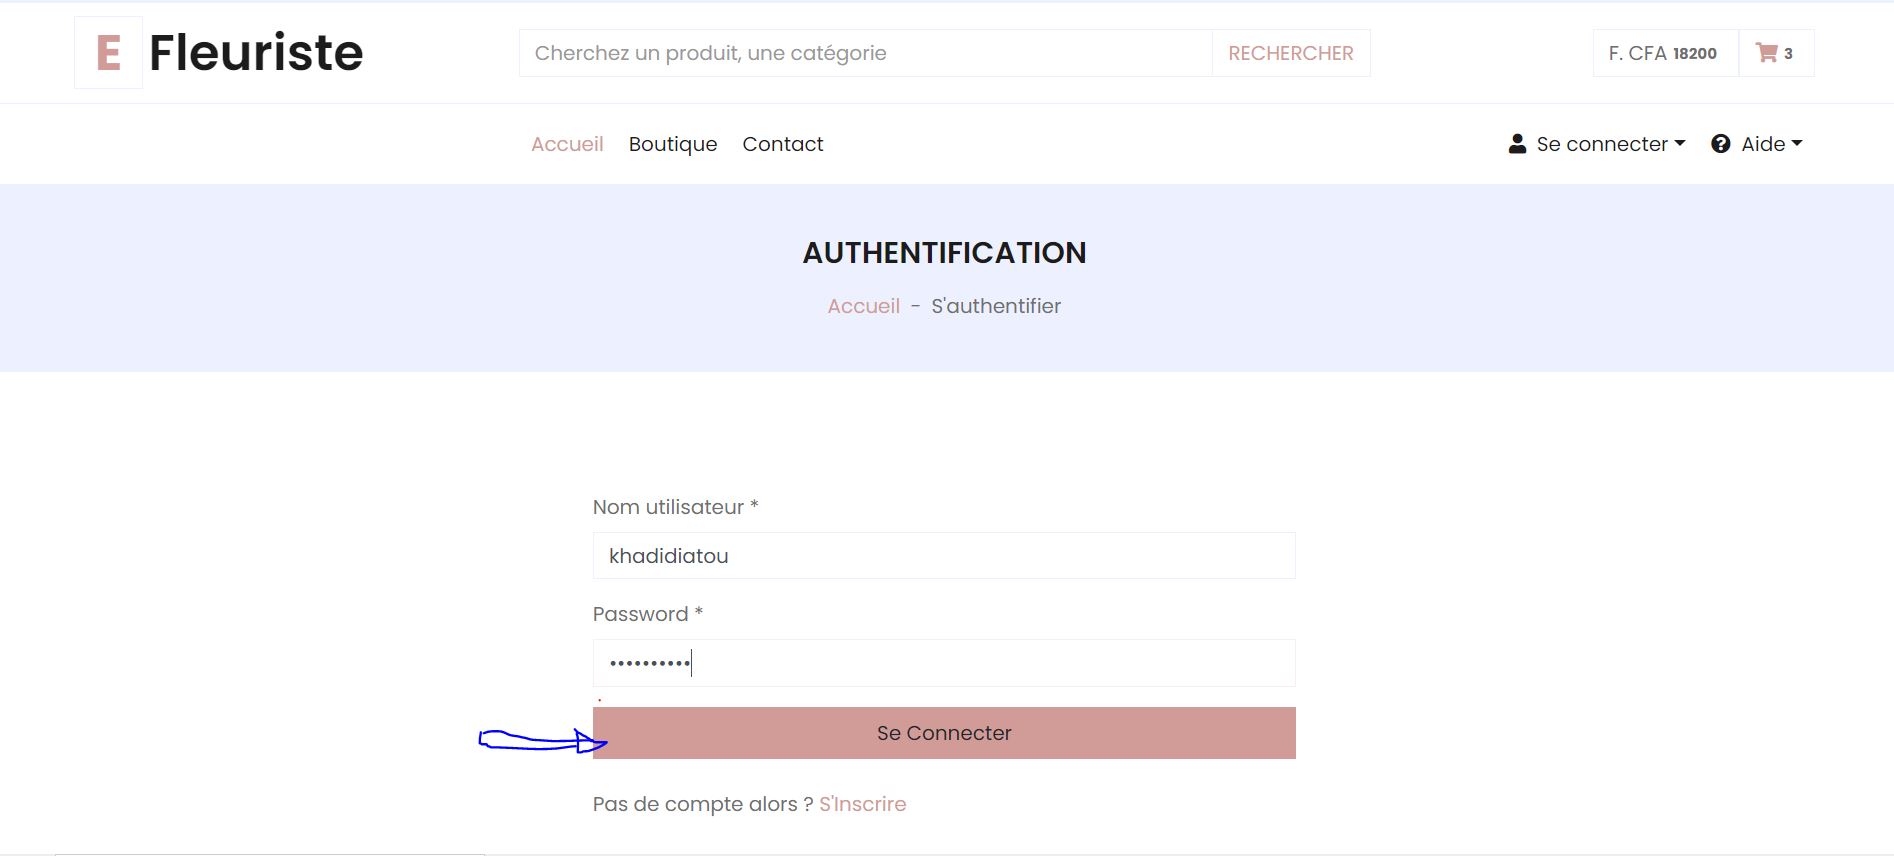 E Fleuriste
Cherchez un produit, une catégorie RECHERCHER
F. CFA 18200 3
Accueil Boutique Contact Se connecter Aide
AUTHENTIFICATION
Accueil - S'authentifier
Nom utilisateur *
khadidiatou
Password *
••••••••••
Se Connecter
Pas de compte alors ? S'Inscrire